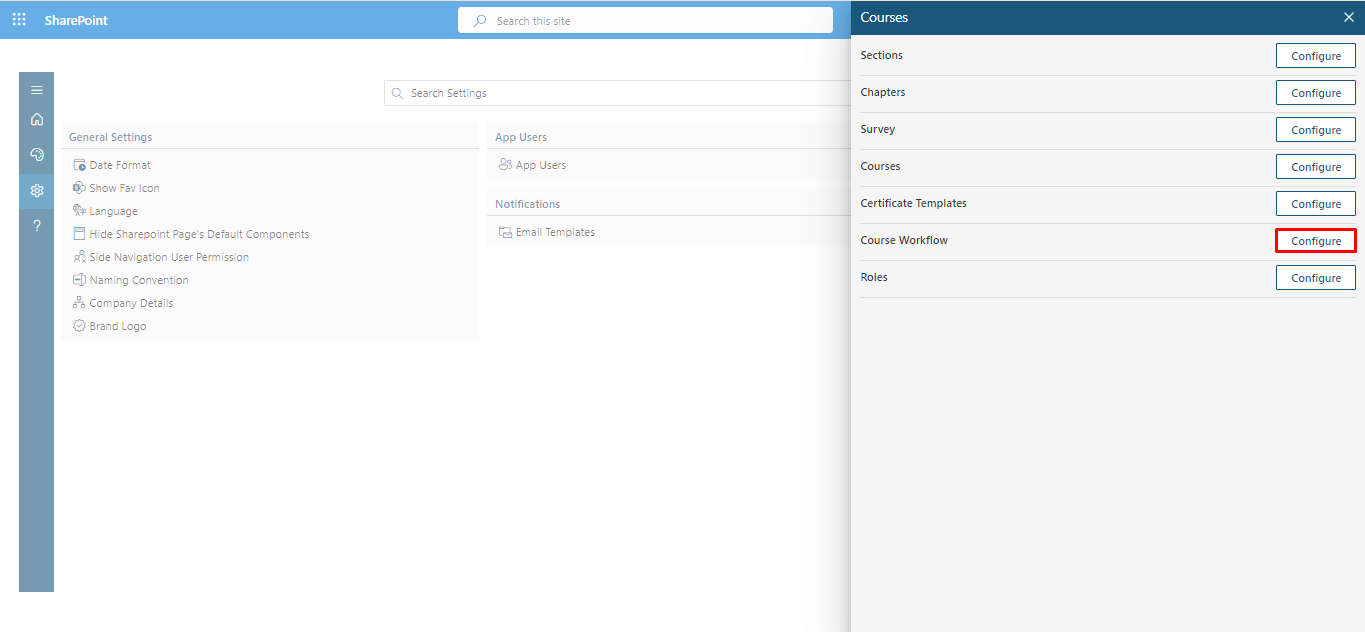 SharePoint
Search this site
Search Settings
General Settings
Date Format
Show Fav Icon
Language
Hide Sharepoint Page's Default Components
Side Navigation User Permission
Naming Convention
Company Details
Brand Logo
App Users
App Users
Notifications
Email Templates
Courses
Sections Configure
Chapters Configure
Survey Configure
Courses Configure
Certificate Templates Configure
Course Workflow Configure
Roles Configure